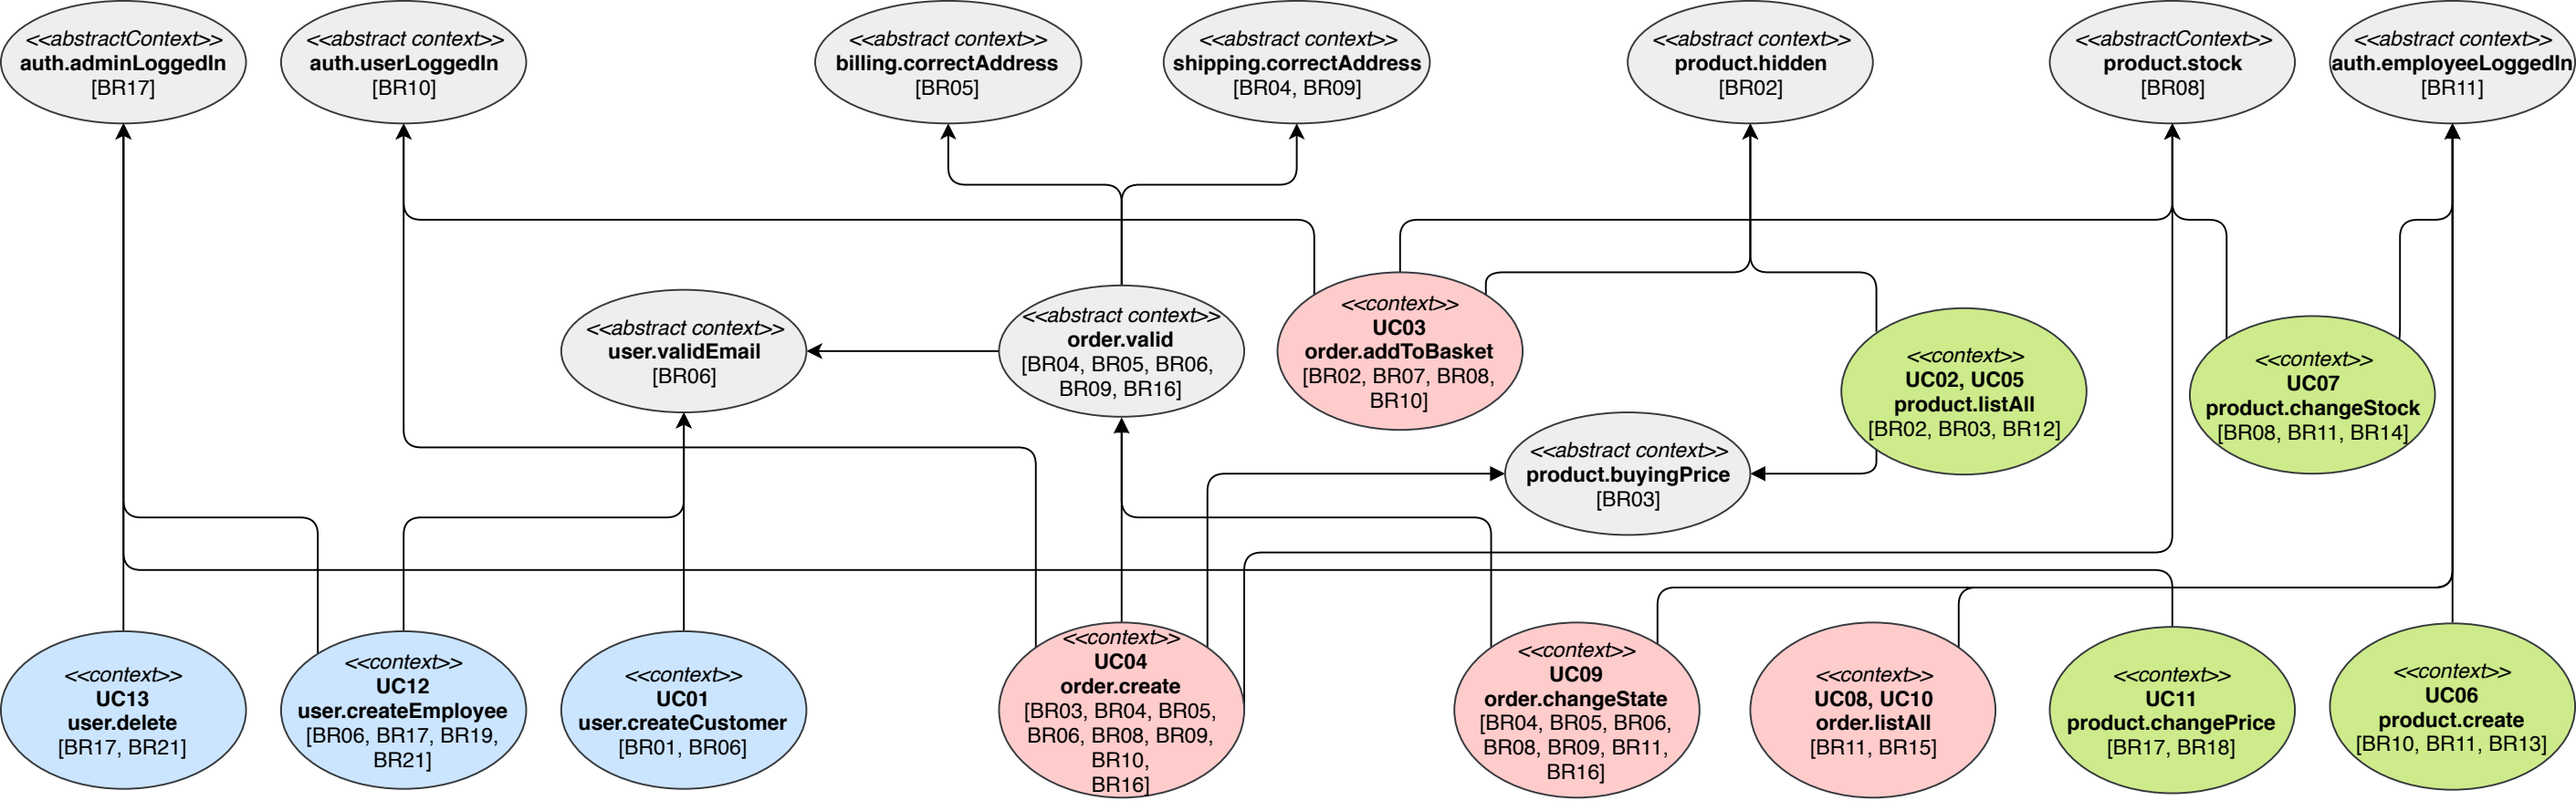 <<abstractContext>>
auth.adminLoggedIn
[BR17]
<<abstract context>>
auth.userLoggedIn
[BR10]
<<abstract context>>
billing.correctAddress
[BR05]
<<abstract context>>
shipping.correctAddress
[BR04, BR09]
<<abstract context>>
product.hidden
[BR02]
<<abstractContext>>
product.stock
[BR08]
<<abstract context>>
auth.employeeLoggedIn
[BR11]
<<abstract context>>
user.validEmail
[BR06]
<<abstract context>>
order.valid
[BR04, BR05, BR06,
BR09, BR16]
<<context>>
UC03
order.addToBasket
[BR02, BR07, BR08,
BR10]
<<context>>
UC02, UC05
product.listAll
[BR02, BR03, BR12]
<<context>>
UC07
product.changeStock
[BR08, BR11, BR14]
<<abstract context>>
product.buyingPrice
[BR03]
<<context>>
UC13
user.delete
[BR17, BR21]
<<context>>
UC12
user.createEmployee
[BR06, BR17, BR19,
BR21]
<<context>>
UC01
user.createCustomer
[BR01, BR06]
<<context>>
UC04
order.create
[BR03, BR04, BR05,
BR06, BR08, BR09,
BR10,
BR16]
<<context>>
UC09
order.changeState
[BR04, BR05, BR06,
BR08, BR09, BR11,
BR16]
<<context>>
UC08, UC10
order.listAll
[BR11, BR15]
<<context>>
UC11
product.changePrice
[BR17, BR18]
<<context>>
UC06
product.create
[BR10, BR11, BR13]